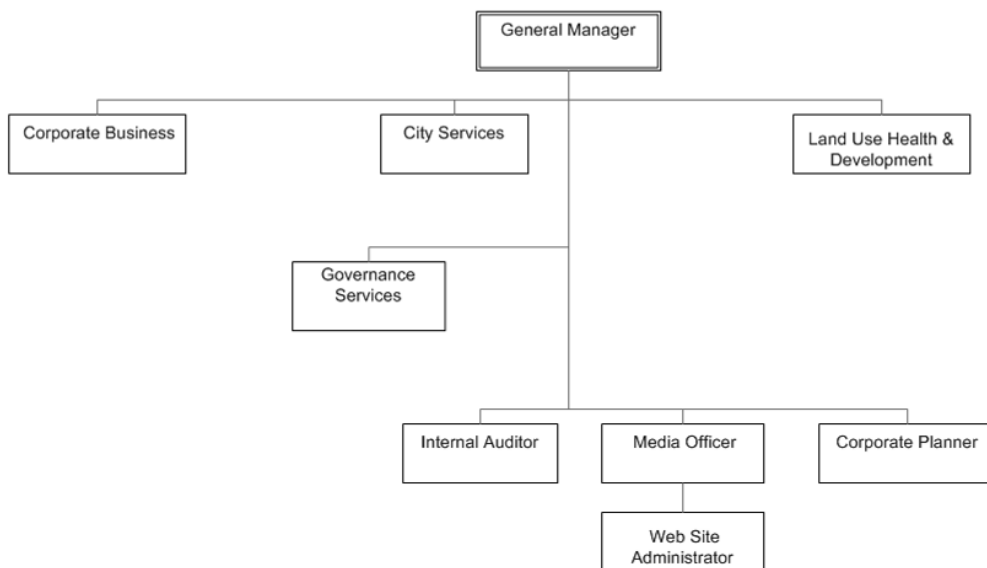 General Manager
Corporate Business
City Services
Land Use Health &
Development
Governance
Services
Internal Auditor
Media Officer
Corporate Planner
Web Site
Administrator